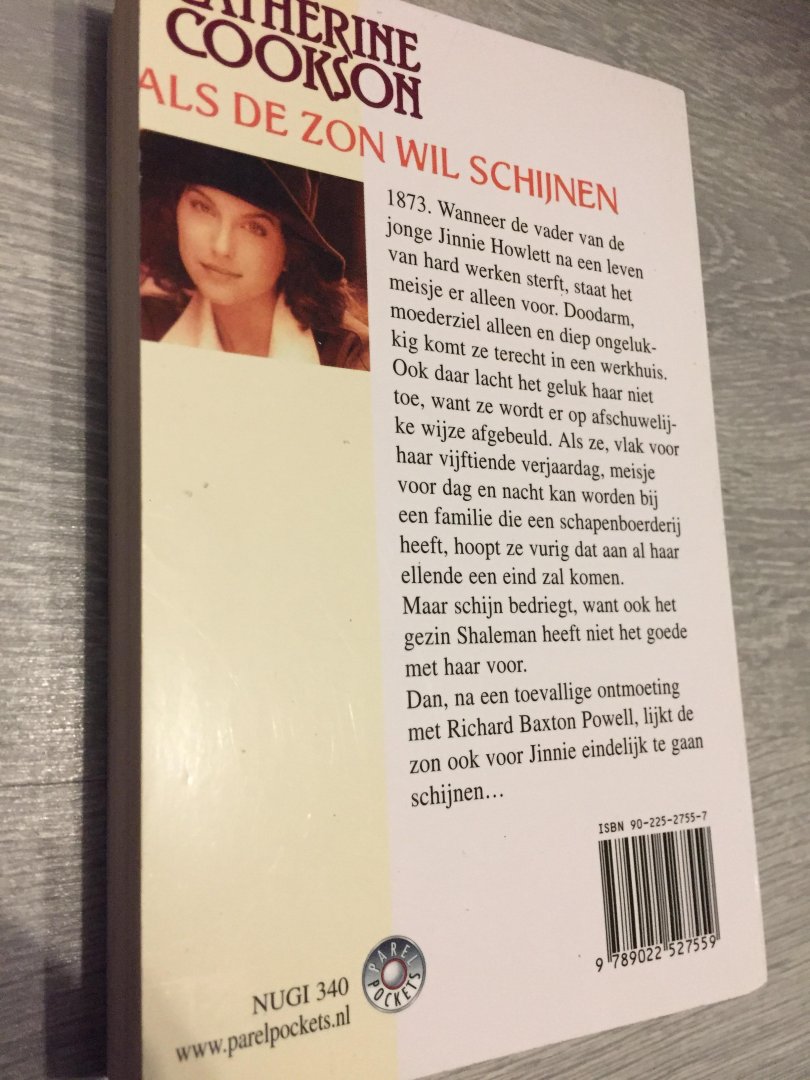 CATHERINE
COOKSON
ALS DE ZON WIL SCHIJNEN
1873. Wanneer de vader van de
jonge Jinnie Howlett na een leven
van hard werken sterft, staat het
meisje er alleen voor. Doodarm,
moederziel alleen en diep ongeluk-
kig komt ze terecht in een werkhuis.
Ook daar lacht het geluk haar niet
toe, want ze wordt er op afschuwelij-
ke wijze afgebeuld. Als ze, vlak voor
haar vijftiende verjaardag, meisje
voor dag en nacht kan worden bij
een familie die een schapenboerderij
heeft, hoopt ze vurig dat aan al haar
ellende een eind zal komen.
Maar schijn bedriegt, want ook het
gezin Shaleman heeft niet het goede
met haar voor.
Dan, na een toevallige ontmoeting
met Richard Baxton Powell, lijkt de
zon ook voor Jinnie eindelijk te gaan
schijnen...
ISBN 90-225-2755-7
9 789022 527559
PAREL
POCKETS
NUGI 340
www.parelpockets.nl